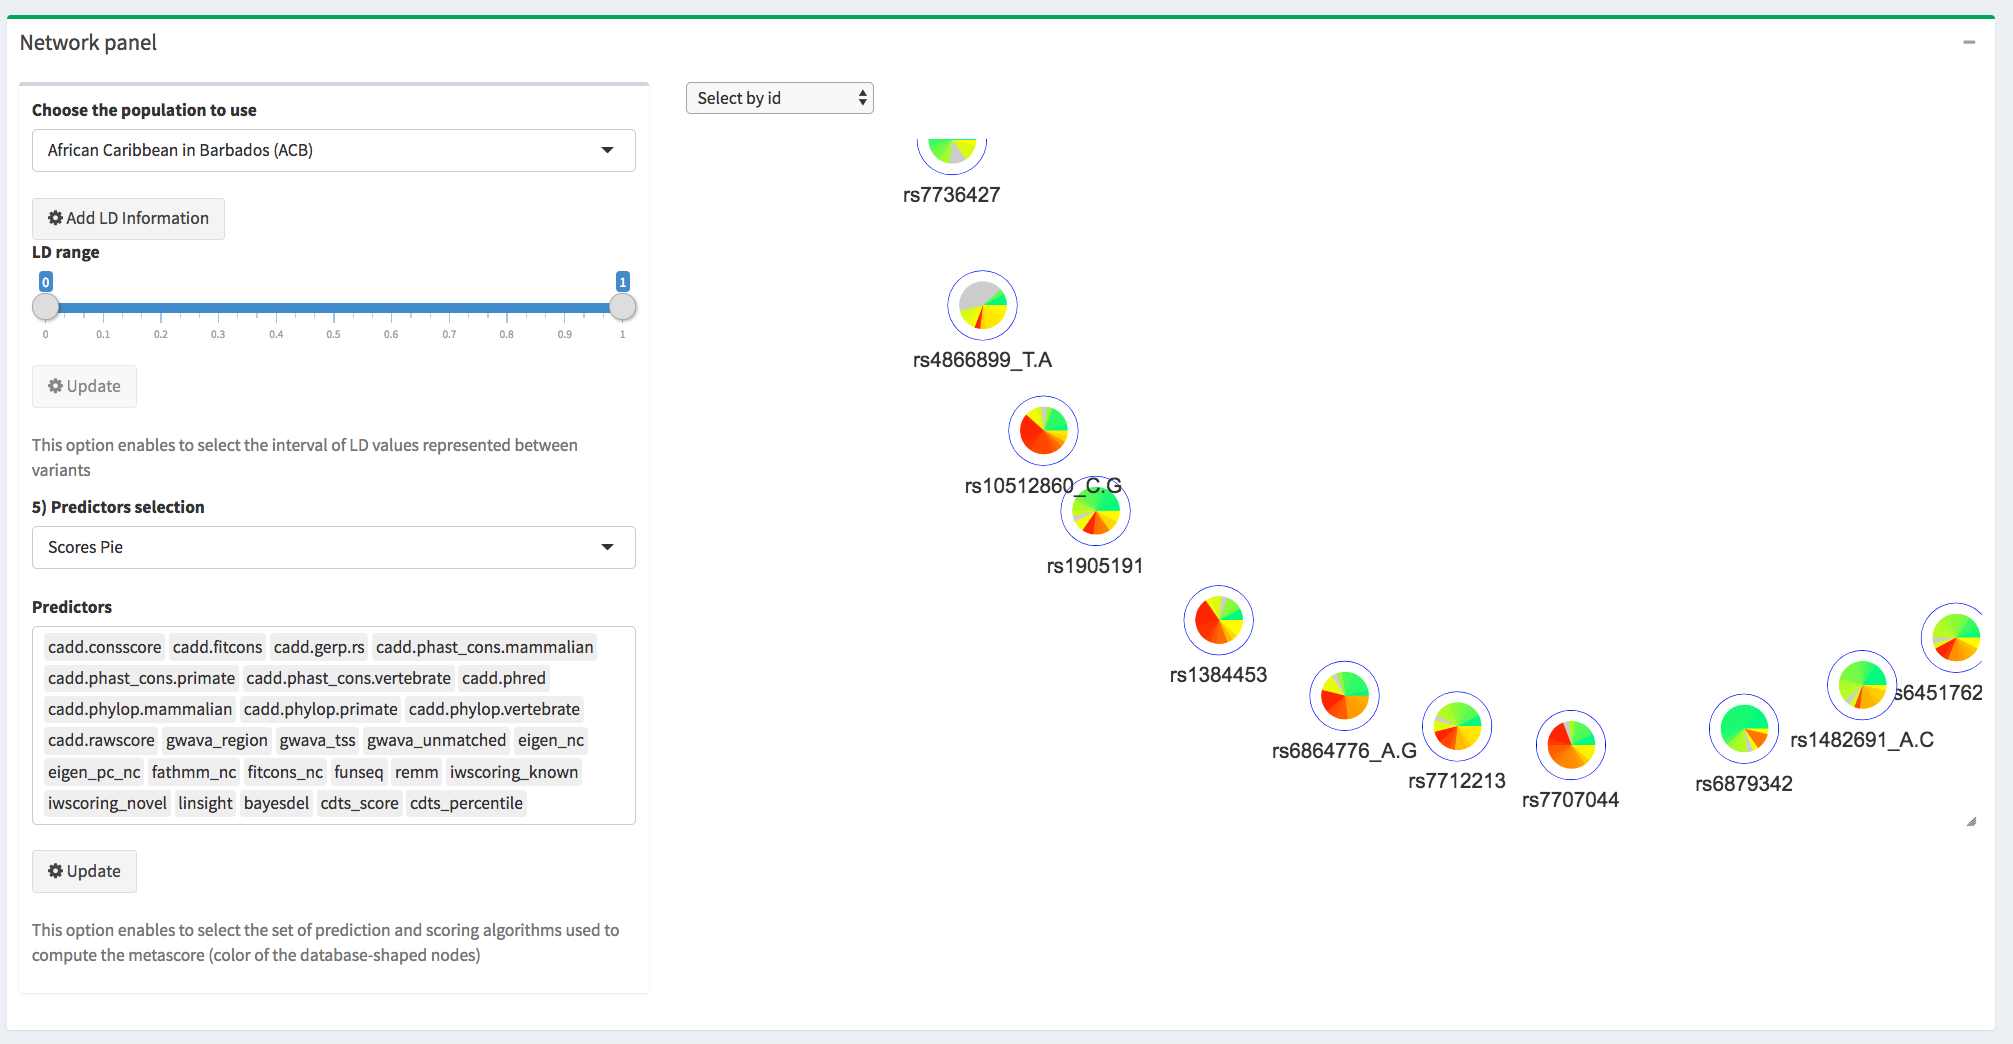 Network panel
Choose the population to use
African Caribbean in Barbados (ACB)
Add LD Information
LD range
0 1
0 0.1 0.2 0.3 0.4 0.5 0.6 0.7 0.8 0.9 1
Update
This option enables to select the interval of LD values represented between
variants
5) Predictors selection
Scores Pie
Predictors
cadd.consscore cadd.fitcons cadd.gerp.rs cadd.phast_cons.mammalian
cadd.phast_cons.primate cadd.phast_cons.vertebrate cadd.phred
cadd.phylop.mammalian cadd.phylop.primate cadd.phylop.vertebrate
cadd.rawscore gwava_region gwava_tss gwava_unmatched eigen_nc
eigen_pc_nc fathmm_nc fitcons_nc funseq remm iwscoring_known
iwscoring_novel linsight bayesdel cdts_score cdts_percentile
Update
This option enables to select the set of prediction and scoring algorithms used to
compute the metascore (color of the database-shaped nodes)
Select by id
rs7736427
rs4866899_T.A
rs10512860_C.G
rs1905191
rs1384453
rs6864776_A.G
rs7712213
rs7707044
rs6879342
rs1482691_A.C
s6451762